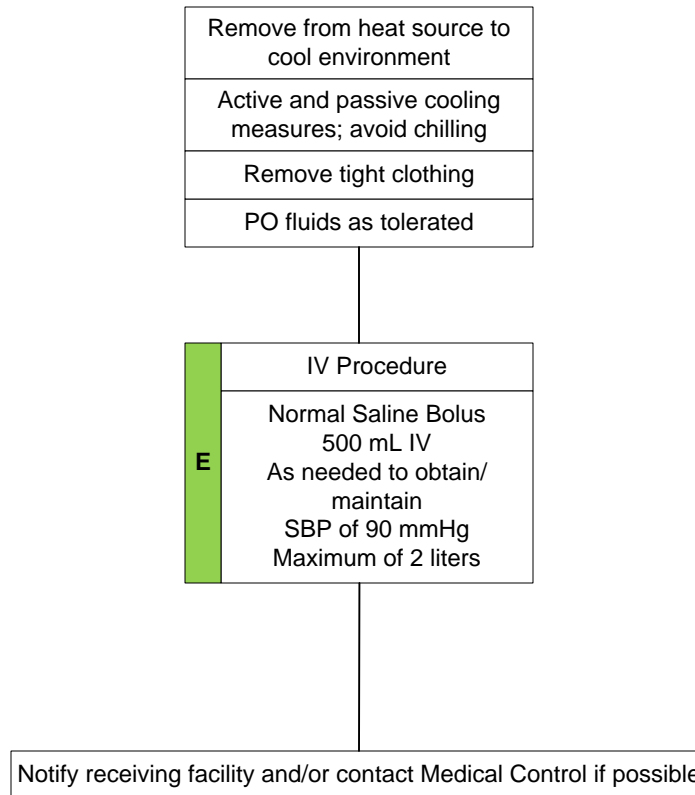 Remove from heat source to
cool environment
Active and passive cooling
measures; avoid chilling
Remove tight clothing
PO fluids as tolerated
E
IV Procedure
Normal Saline Bolus
500 mL IV
As needed to obtain/
maintain
SBP of 90 mmHg
Maximum of 2 liters
Notify receiving facility and/or contact Medical Control if possible